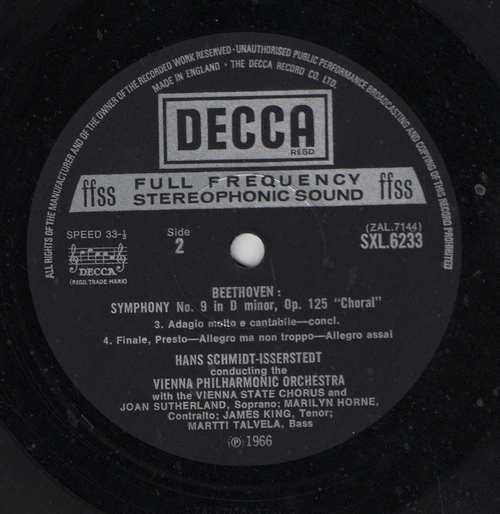 ALL RIGHTS OF THE MANUFACTURER AND OF THE OWNER OF THE RECORDED WORK RESERVED · UNAUTHORISED PUBLIC PERFORMANCE BROADCASTING AND COPYING OF THIS RECORD PROHIBITED
MADE IN ENGLAND · THE DECCA RECORD CO. LTD.
DECCA
REGD
ffss FULL FREQUENCY ffss
STEREOPHONIC SOUND
SPEED 33-⅓ Side (ZAL.7144)
2 SXL.6233
DECCA
(REGD. TRADE MARK)
BEETHOVEN :
SYMPHONY No. 9 in D minor, Op. 125 "Choral"
3. Adagio molto e cantabile—concl.
4. Finale, Presto—Allegro ma non troppo—Allegro assai
HANS SCHMIDT-ISSERSTEDT
conducting the
VIENNA PHILHARMONIC ORCHESTRA
with the VIENNA STATE CHORUS and
JOAN SUTHERLAND, Soprano; MARILYN HORNE,
Contralto; JAMES KING, Tenor;
MARTTI TALVELA, Bass
℗ 1966